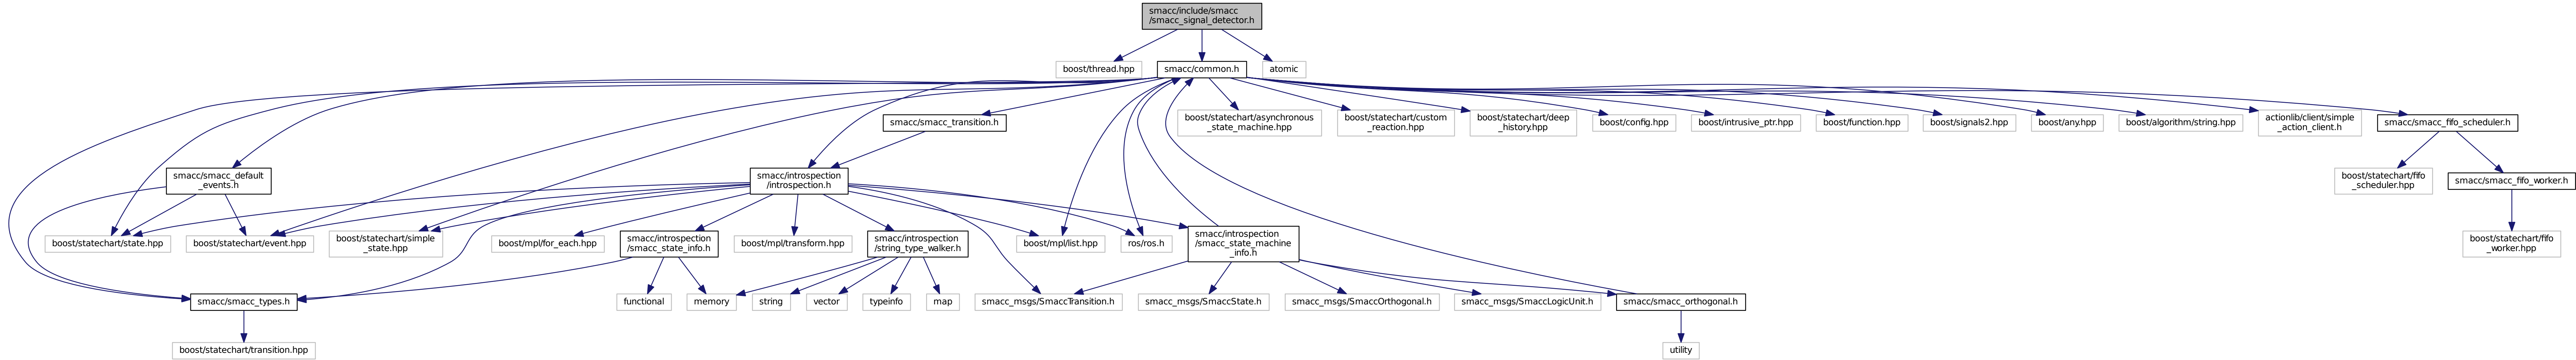 smacc/include/smacc
/smacc_signal_detector.h
boost/thread.hpp
smacc/common.h
atomic
smacc/smacc_transition.h
boost/statechart/asynchronous
_state_machine.hpp
boost/statechart/custom
_reaction.hpp
boost/statechart/deep
_history.hpp
boost/config.hpp
boost/intrusive_ptr.hpp
boost/function.hpp
boost/signals2.hpp
boost/any.hpp
boost/algorithm/string.hpp
actionlib/client/simple
_action_client.h
smacc/smacc_fifo_scheduler.h
smacc/smacc_default
_events.h
smacc/introspection
/introspection.h
boost/statechart/fifo
_scheduler.hpp
smacc/smacc_fifo_worker.h
boost/statechart/state.hpp
boost/statechart/event.hpp
boost/statechart/simple
_state.hpp
boost/mpl/for_each.hpp
smacc/introspection
/smacc_state_info.h
boost/mpl/transform.hpp
smacc/introspection
/string_type_walker.h
boost/mpl/list.hpp
ros/ros.h
smacc/introspection
/smacc_state_machine
_info.h
boost/statechart/fifo
_worker.hpp
smacc/smacc_types.h
functional
memory
string
vector
typeinfo
map
smacc_msgs/SmaccTransition.h
smacc_msgs/SmaccState.h
smacc_msgs/SmaccOrthogonal.h
smacc_msgs/SmaccLogicUnit.h
smacc/smacc_orthogonal.h
boost/statechart/transition.hpp
utility